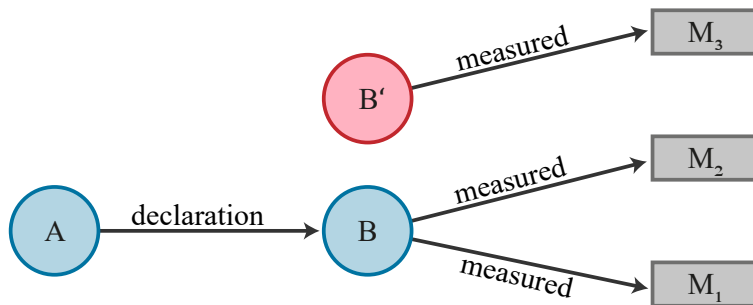 measured
M₃
B‘
M₂
measured
A
declaration
B
measured
M₁